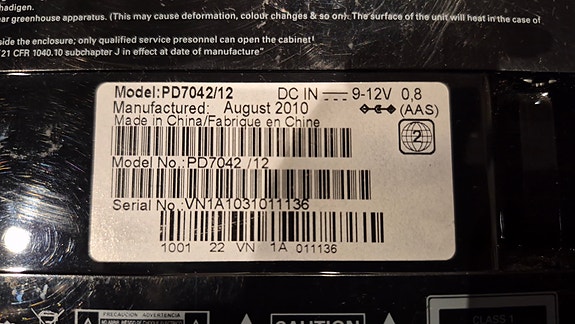 hadigen.
ar greenhouse apparatus. (This may cause deformation, colour changes & so on). The surface of the unit will heat in the case of
side the enclosure; only qualified service presonnel can open the cabinet!
21 CFR 1040.10 subchapter J in effect at date of manufacture"
Model:PD7042/12 DC IN 9-12V 0,8
Manufactured: August 2010 (AAS)
Made in China/Fabrique en Chine
2
Model No.:PD7042 /12
Serial No.:VN1A1031011136
1001 22 VN 1A 011136
PRECAUCION ADVERTENCIA
CAUTION
CLASS 1